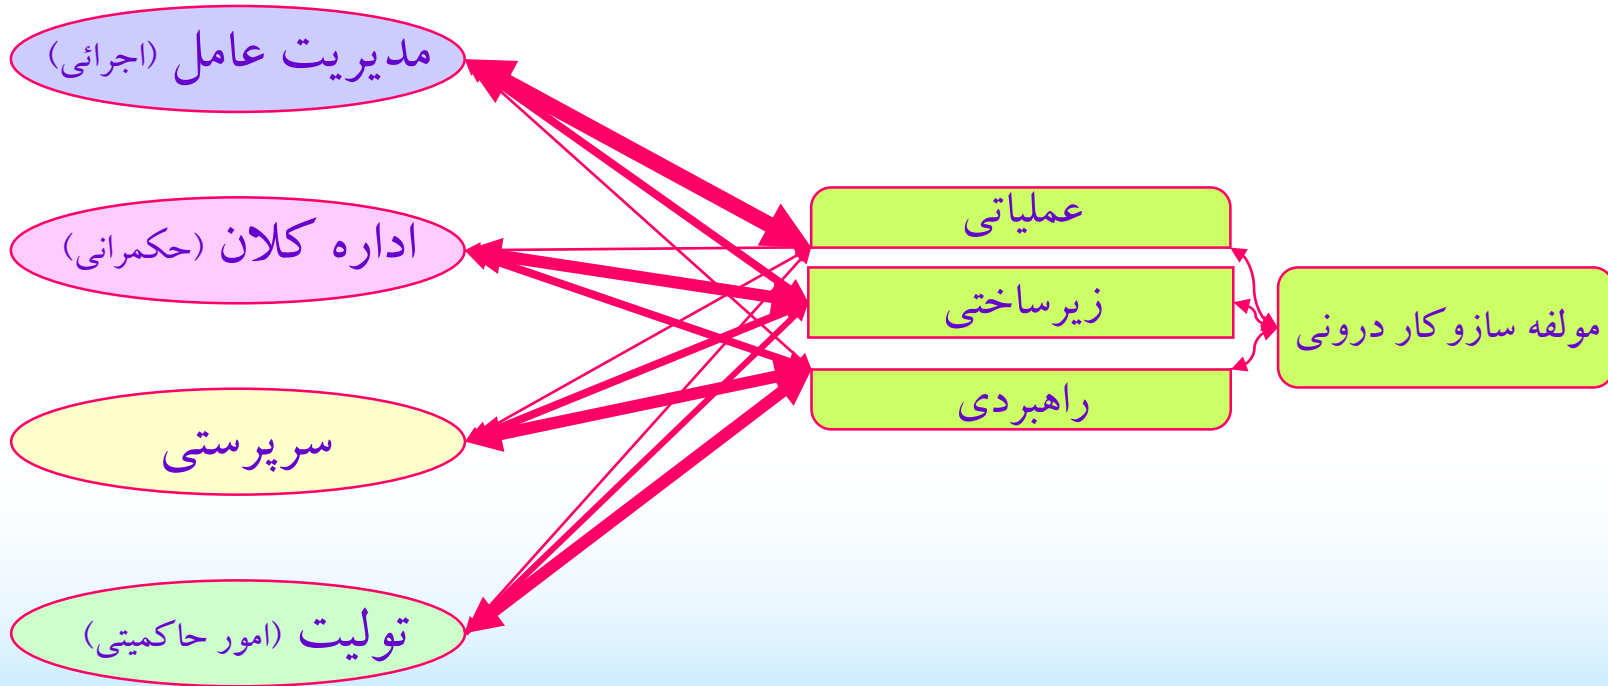 مولفه سازوکار درونی
عملیاتی
زیرساختی
راهبردی
مدیریت عامل (اجرائی)
اداره کلان (حکمرانی)
سرپرستی
تولیت (امور حاکمیتی)